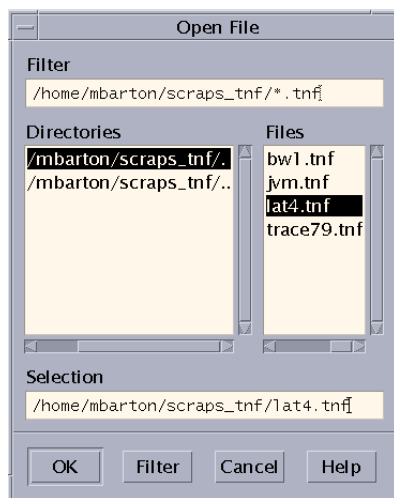 Open File
Filter
/home/mbarton/scraps_tnf/*.tnf
Directories
Files
/mbarton/scraps_tnf/.
/mbarton/scraps_tnf/..
bw1.tnf
jvm.tnf
lat4.tnf
trace79.tnf
Selection
/home/mbarton/scraps_tnf/lat4.tnf
OK Filter Cancel Help